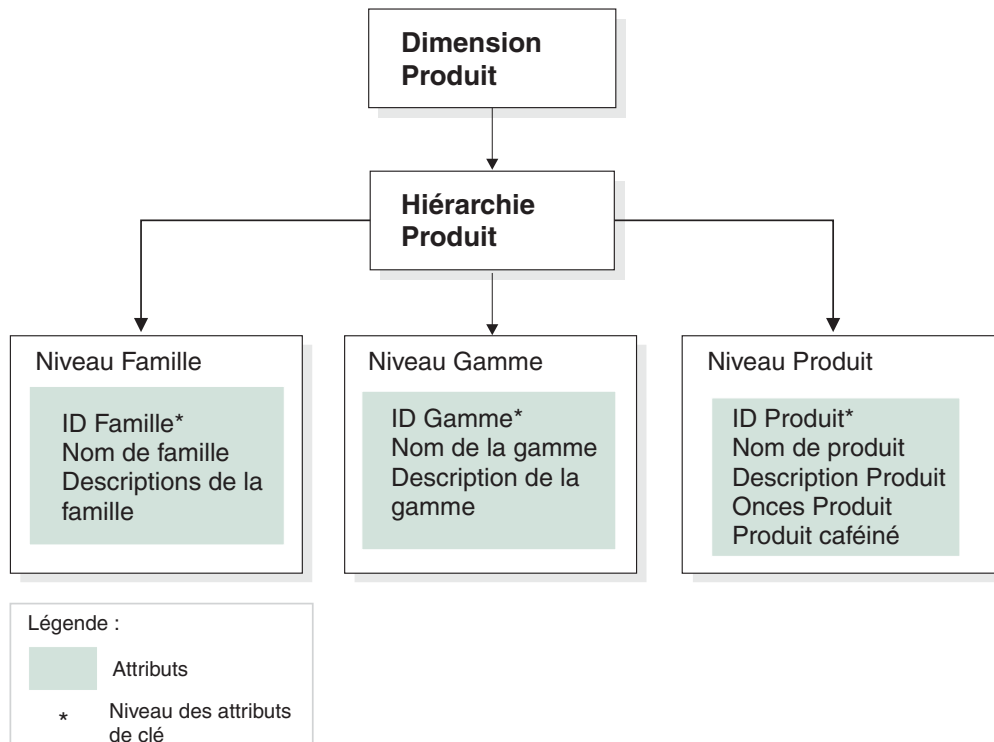 Dimension
Produit
Hiérarchie
Produit
Niveau Famille
ID Famille*
Nom de famille
Descriptions de la
famille
Niveau Gamme
ID Gamme*
Nom de la gamme
Description de la
gamme
Niveau Produit
ID Produit*
Nom de produit
Description Produit
Onces Produit
Produit caféiné
Légende :
Attributs
* Niveau des attributs
de clé